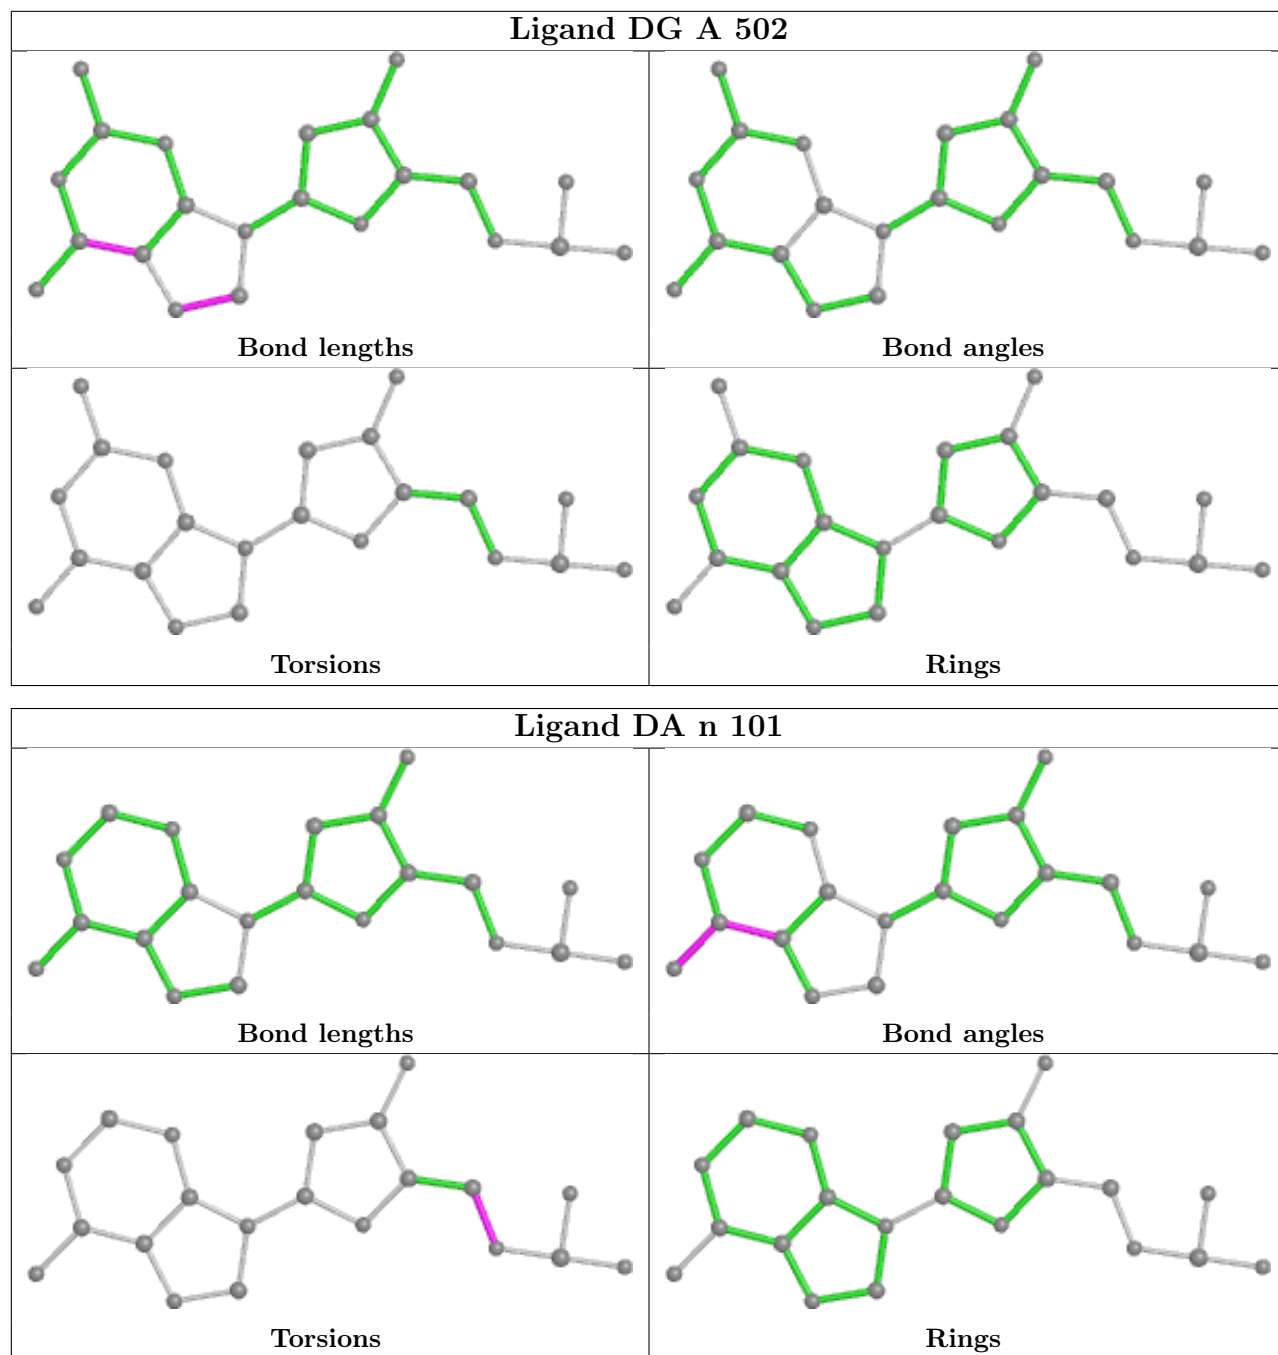 Ligand DG A 502
Bond lengths
Bond angles
Torsions
Rings
Ligand DA n 101
Bond lengths
Bond angles
Torsions
Rings